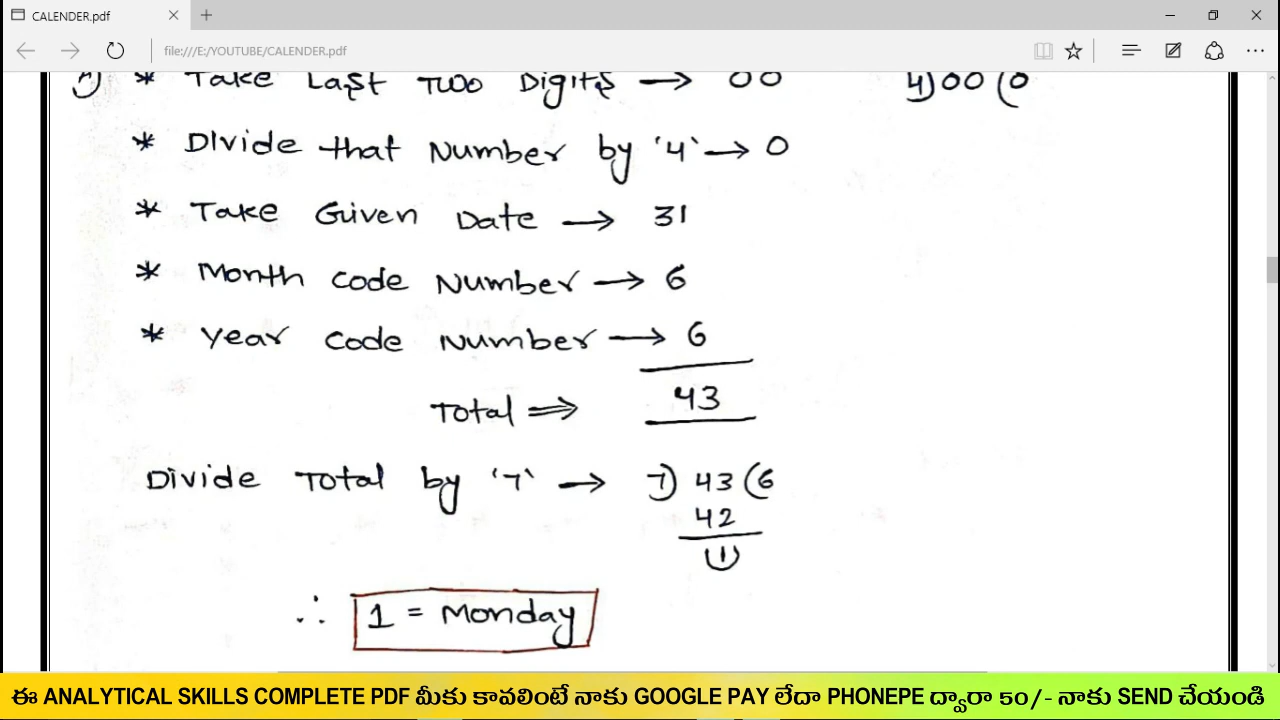 CALENDER.pdf
file:///E:/YOUTUBE/CALENDER.pdf
* Take Last Two Digits → 00 4)00(0
* Divide that Number by '4' → 0
* Take Given Date → 31
* Month code Number → 6
* Year code Number → 6
Total ⇒ 43
Divide Total by '7' → 7) 43 (6
42
1
∴ 1 = Monday
ఈ ANALYTICAL SKILLS COMPLETE PDF మీకు కావలింటే నాకు GOOGLE PAY లేదా PHONEPE ద్వారా 50/- నాకు SEND చేయండి